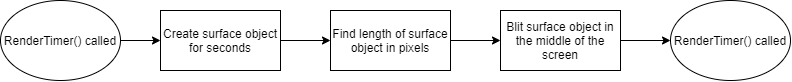 RenderTimer() called
Create surface object
for seconds
Find length of surface
object in pixels
Blit surface object in
the middle of the
screen
RenderTimer() called